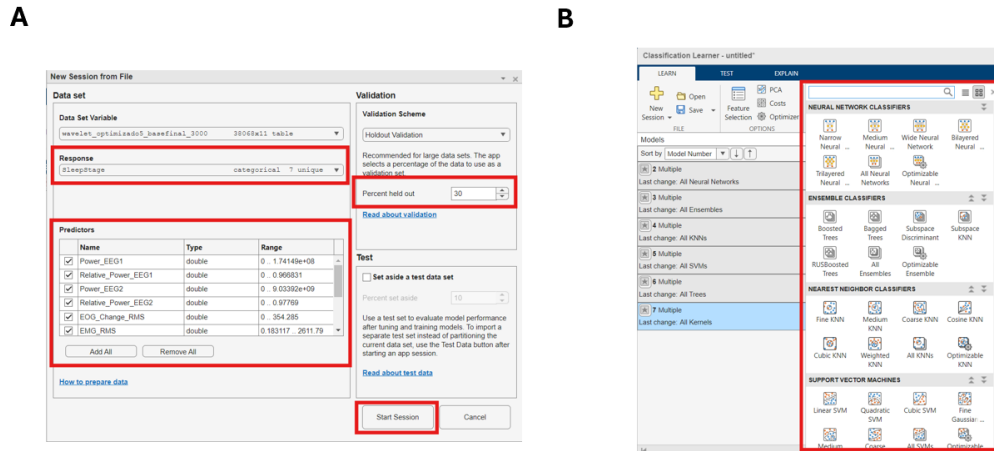 A
New Session from File
Data set
Data Set Variable
wavelet_optimisado5_basefinal_3000 38068x11 table
Response
SleepStage categorical 7 unique
Predictors
Name Type Range
Power_EEG1 double 0 .. 1.74149e+08
Relative_Power_EEG1 double 0 .. 0.966831
Power_EEG2 double 0 .. 9.03392e+09
Relative_Power_EEG2 double 0 .. 0.97769
EOG_Change_RMS double 0 .. 354.285
EMG_RMS double 0.183117 .. 2611.79
Add All Remove All
How to prepare data
Validation
Validation Scheme
Holdout Validation
Recommended for large data sets. The app
selects a percentage of the data to use as a
validation set.
Percent held out 30
Read about validation
Test
Set aside a test data set
Percent set aside 10
Use a test set to evaluate model performance
after tuning and training models. To import a
separate test set instead of partitioning the
current data set, use the Test Data button after
starting an app session.
Read about test data
Start Session Cancel
B
Classification Learner - untitled*
LEARN TEST EXPLAIN
New
Session
Open
Save
FILE
Feature
Selection
PCA
Costs
Optimizer
OPTIONS
Models
Sort by Model Number
2 Multiple
Last change: All Neural Networks
3 Multiple
Last change: All Ensembles
4 Multiple
Last change: All KNNs
5 Multiple
Last change: All SVMs
6 Multiple
Last change: All Trees
7 Multiple
Last change: All Kernels
NEURAL NETWORK CLASSIFIERS
Narrow Medium Wide Neural Bilayered
Neural ... Neural ... Network Neural ...
Trilayered All Neural Optimizable
Neural ... Networks Neural ...
ENSEMBLE CLASSIFIERS
Boosted Bagged Subspace Subspace
Trees Trees Discriminant KNN
RUSBoosted All Optimizable
Trees Ensembles Ensemble
NEAREST NEIGHBOR CLASSIFIERS
Fine KNN Medium Coarse KNN Cosine KNN
KNN
Cubic KNN Weighted All KNNs Optimizable
KNN KNN
SUPPORT VECTOR MACHINES
Linear SVM Quadratic Cubic SVM Fine
SVM Gaussian ...
Medium Coarse All SVMs Optimizable